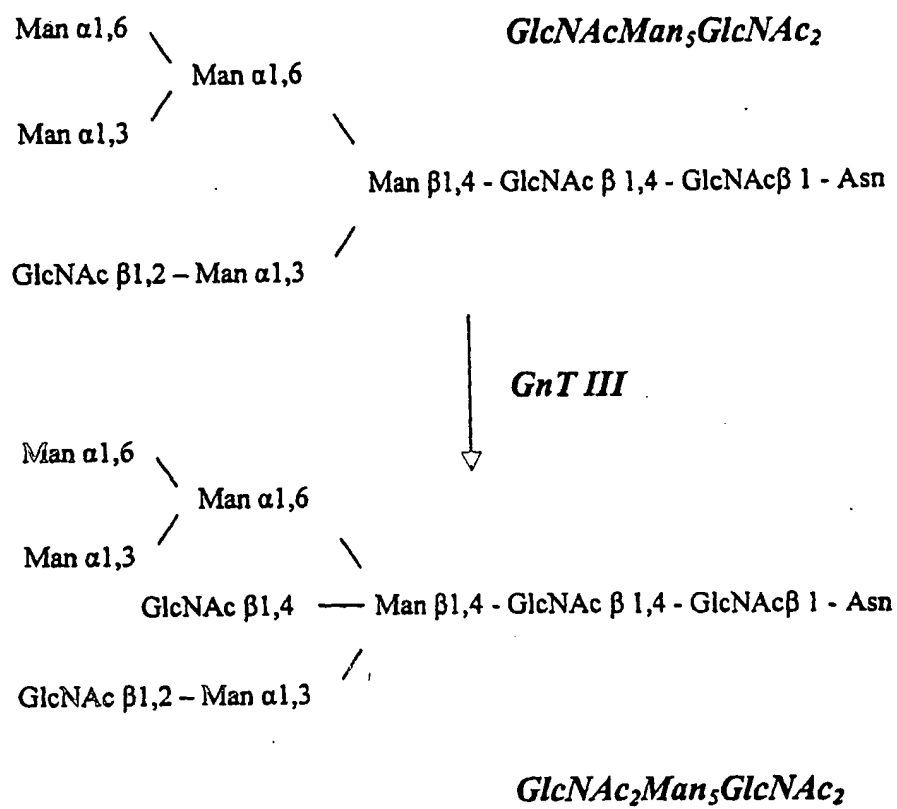 Man α1,6
GlcNAcMan₅GlcNAc₂
Man α1,6
Man α1,3
Man β1,4 - GlcNAc β 1,4 - GlcNAcβ 1 - Asn
GlcNAc β1,2 – Man α1,3
GnT III
Man α1,6
Man α1,6
Man α1,3
GlcNAc β1,4 — Man β1,4 - GlcNAc β 1,4 - GlcNAcβ 1 - Asn
GlcNAc β1,2 – Man α1,3
GlcNAc₂Man₅GlcNAc₂